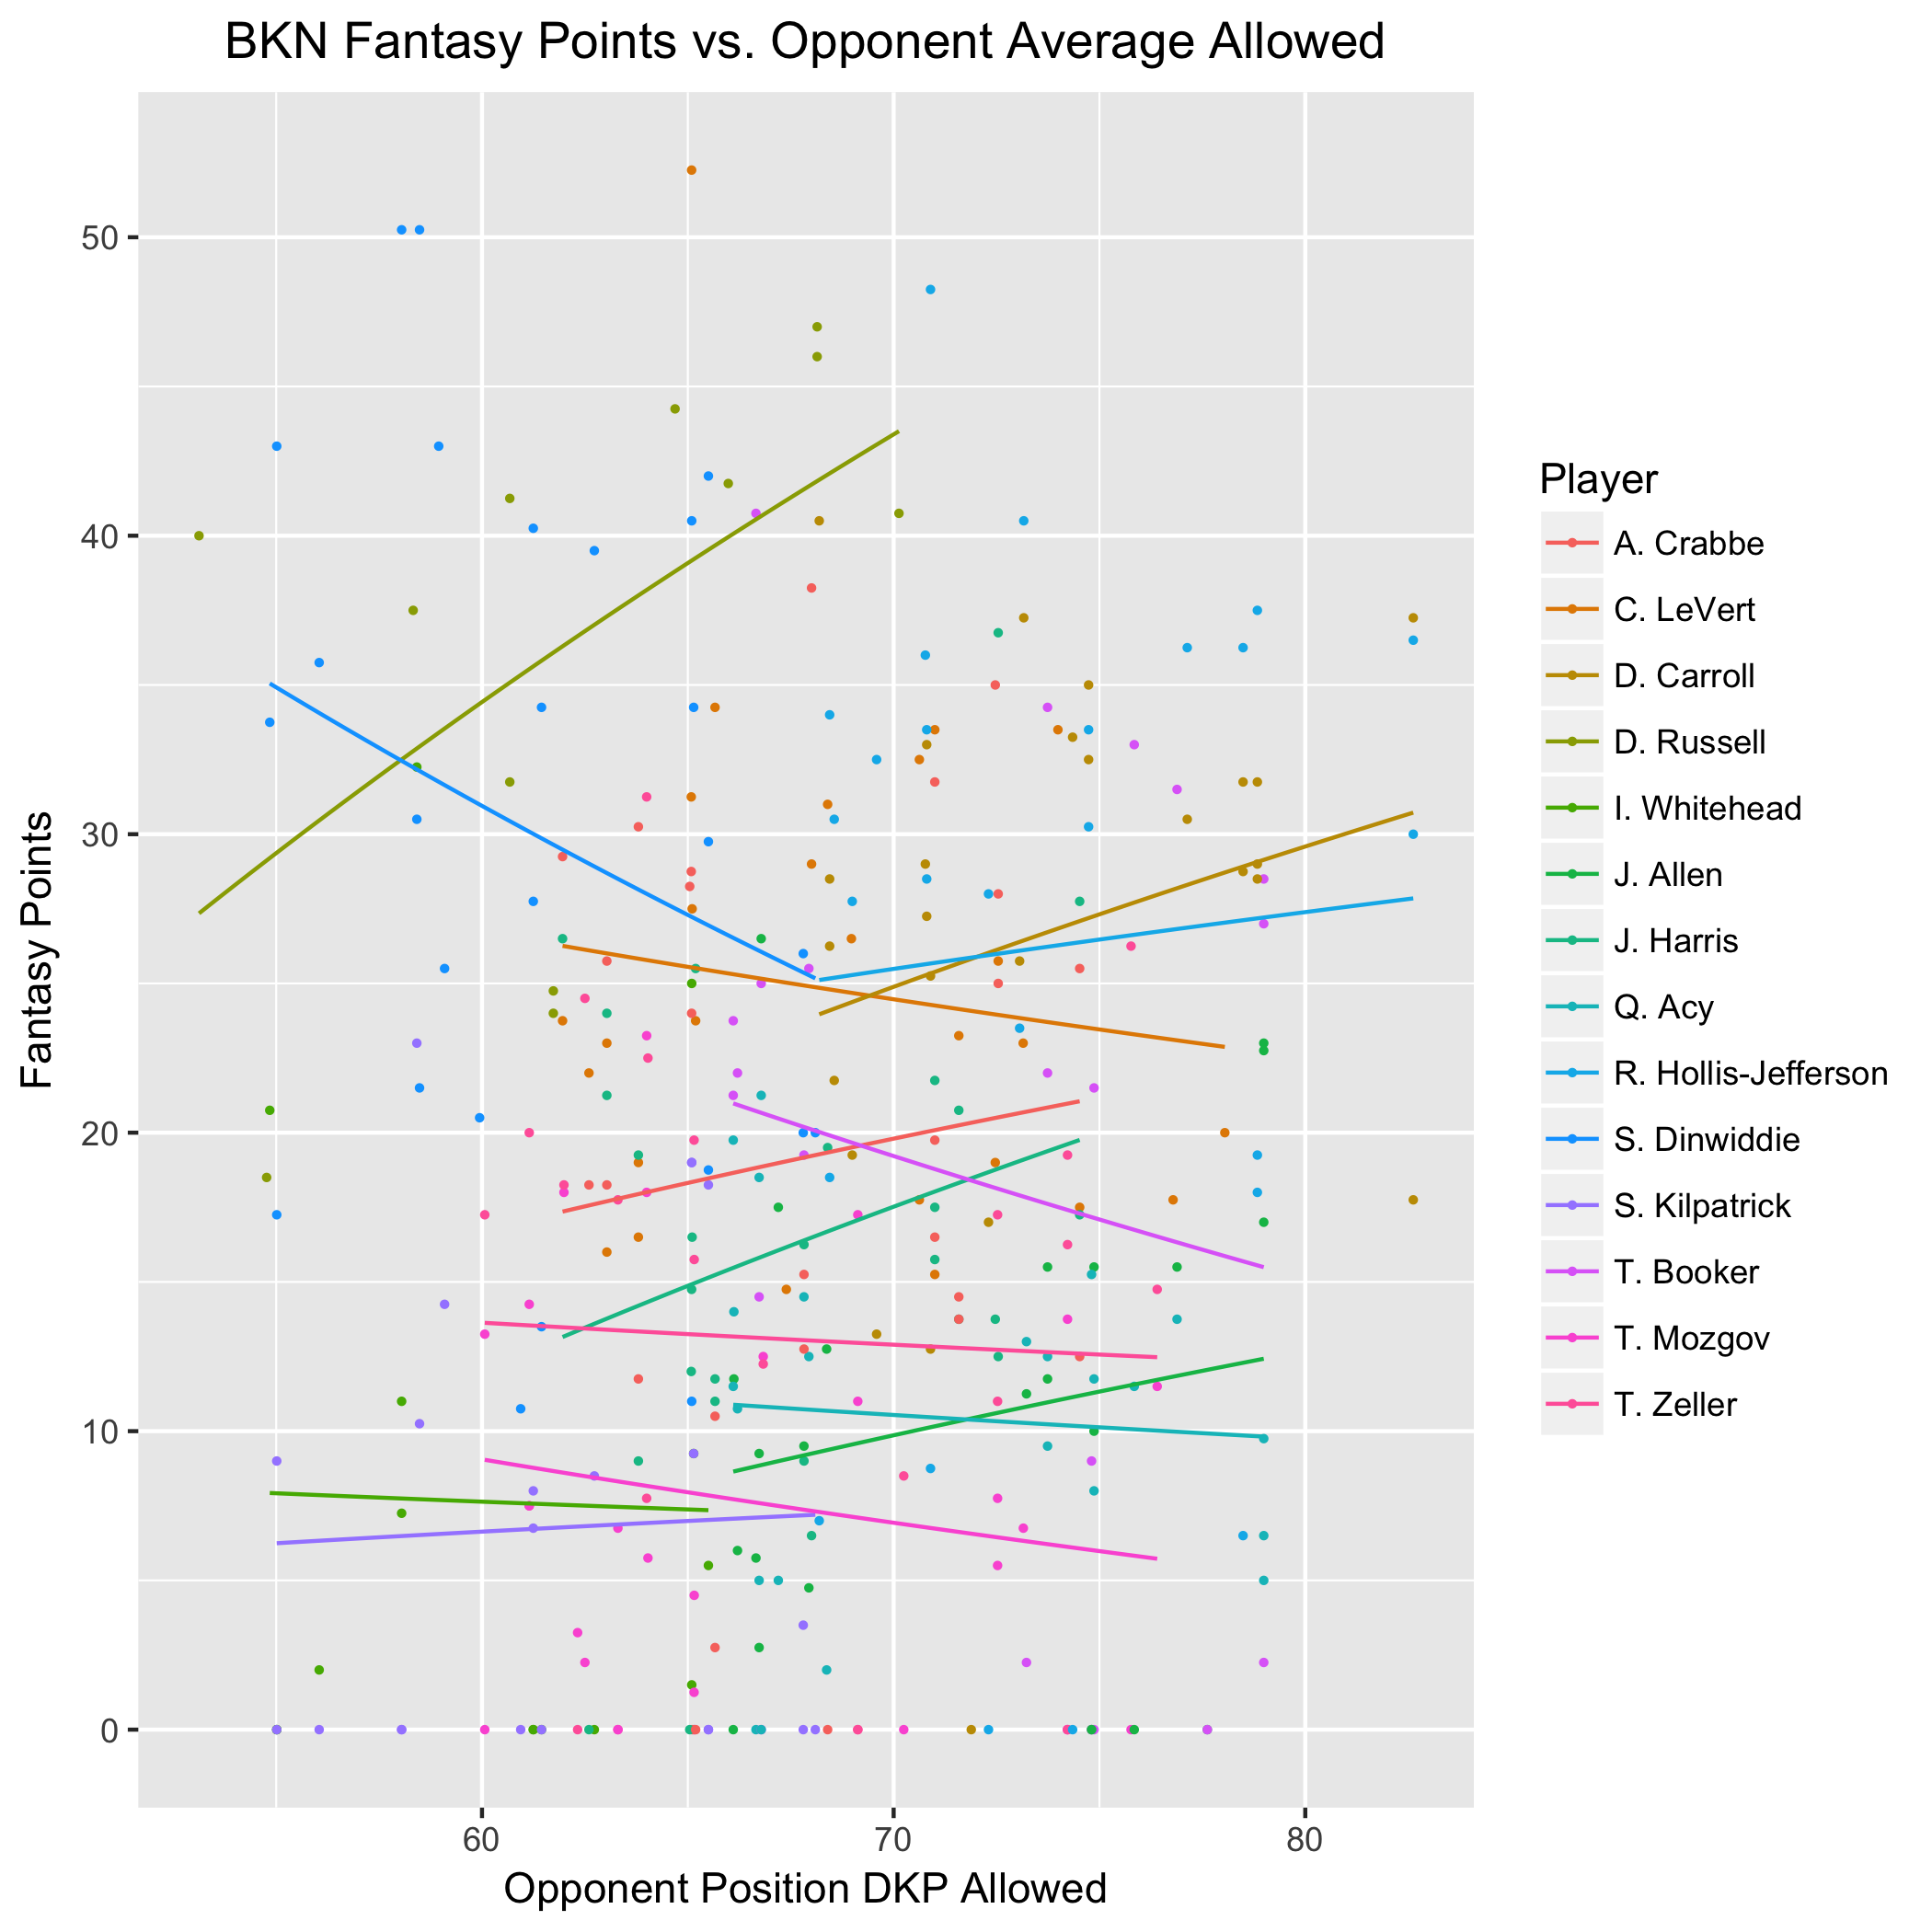 BKN Fantasy Points vs. Opponent Average Allowed
Fantasy Points
50
40
30
20
10
0
60 70 80
Opponent Position DKP Allowed
Player
A. Crabbe
C. LeVert
D. Carroll
D. Russell
I. Whitehead
J. Allen
J. Harris
Q. Acy
R. Hollis-Jefferson
S. Dinwiddie
S. Kilpatrick
T. Booker
T. Mozgov
T. Zeller